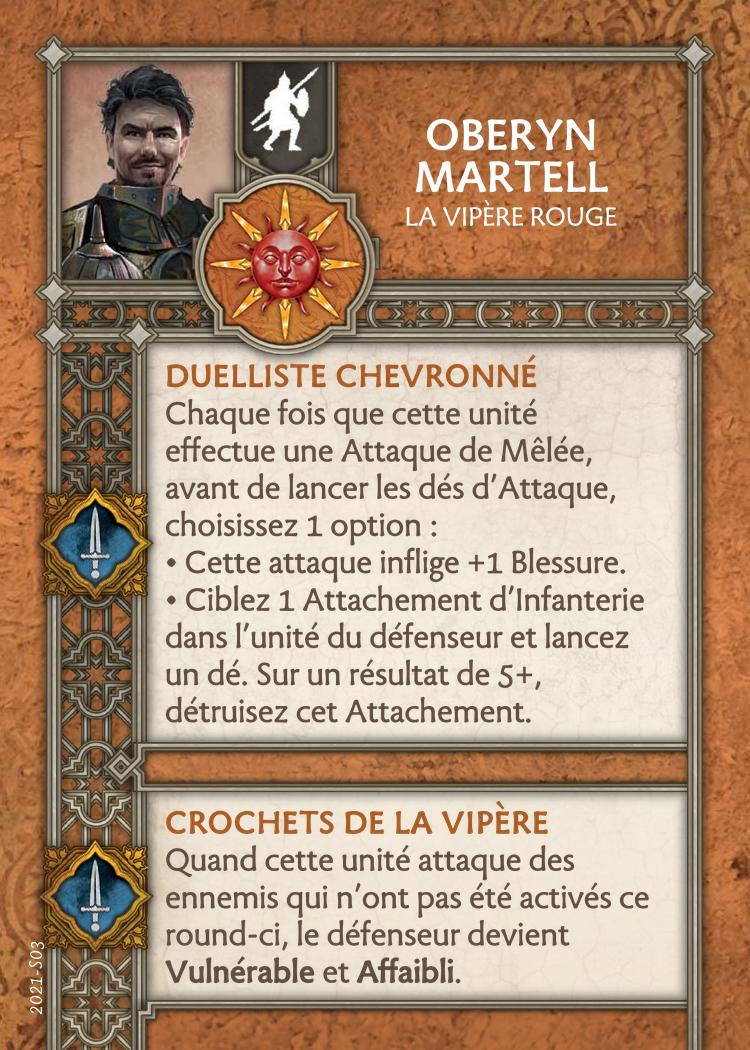 OBERYN
MARTELL
LA VIPÈRE ROUGE
DUELLISTE CHEVRONNÉ
Chaque fois que cette unité
effectue une Attaque de Mêlée,
avant de lancer les dés d'Attaque,
choisissez 1 option :
• Cette attaque inflige +1 Blessure.
• Ciblez 1 Attachement d'Infanterie
dans l'unité du défenseur et lancez
un dé. Sur un résultat de 5+,
détruisez cet Attachement.
CROCHETS DE LA VIPÈRE
Quand cette unité attaque des
ennemis qui n'ont pas été activés ce
round-ci, le défenseur devient
Vulnérable et Affaibli.
2021-S03